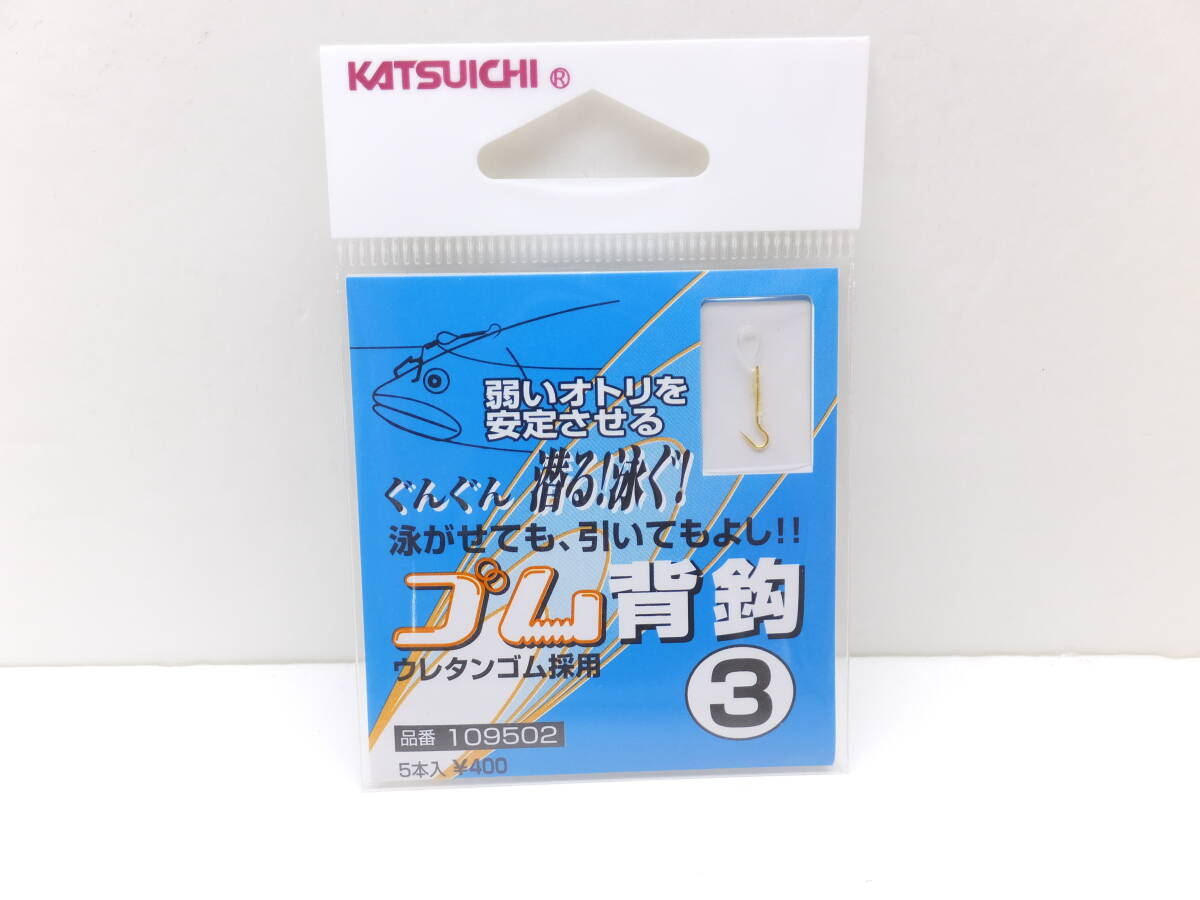 KATSUICHI ®
弱いオトリを
安定させる
ぐんぐん 潜る!泳ぐ!
泳がせても、引いてもよし!!
ゴム背鈎
ウレタンゴム採用
3
品番 109502
5本入 ¥400